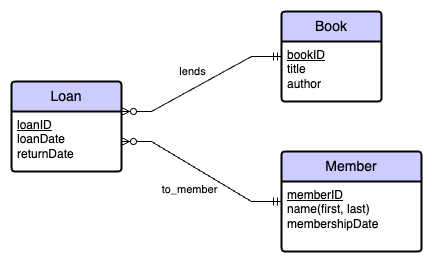 Book
bookID
title
author
lends
Loan
loanID
loanDate
returnDate
to_member
Member
memberID
name(first, last)
membershipDate